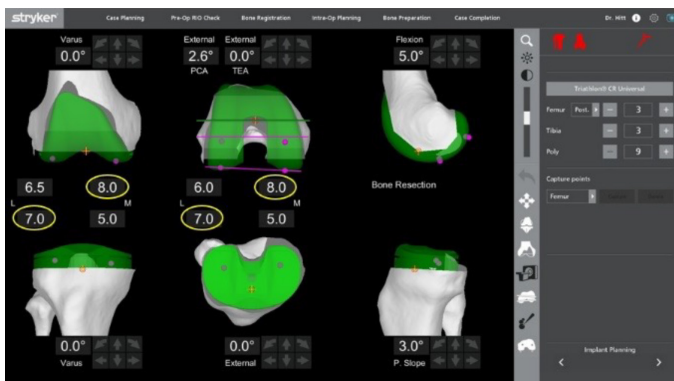 stryker Case Planning Pre-Op RIO Check Bone Registration Intra-Op Planning Bone Preparation Case Completion Dr. Hitt
Varus External External Flexion
0.0° 2.6° 0.0° 5.0°
PCA TEA
Triathlon® CR Universal
Femur Post. 3
Tibia 3
Poly 9
6.5 8.0 6.0 8.0 Bone Resection
Capture points
L M L M
Femur
7.0 5.0 7.0 5.0
0.0° 0.0° 3.0°
Varus External P. Slope
Implant Planning